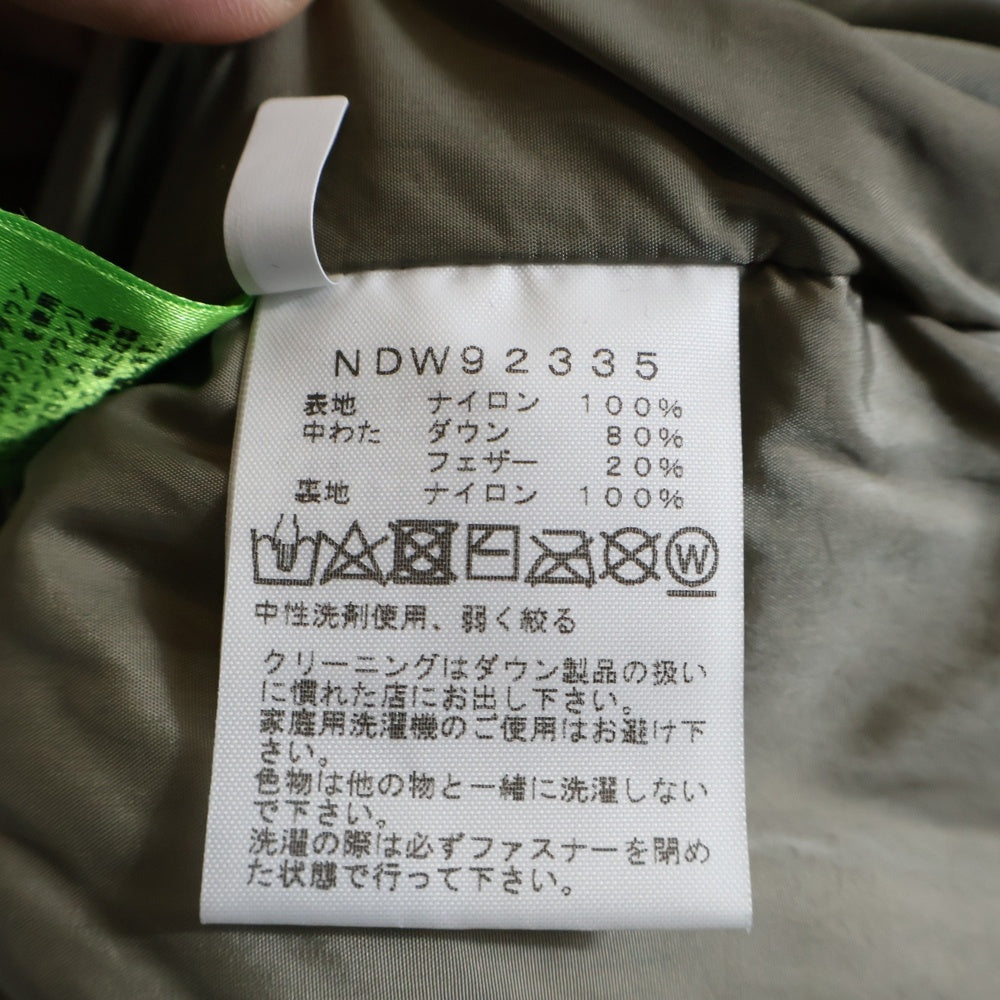 NDW92335
表地 ナイロン 100%
中わた ダウン 80%
フェザー 20%
裏地 ナイロン 100%
W
中性洗剤使用、弱く絞る
クリーニングはダウン製品の扱い
に慣れた店にお出し下さい。
家庭用洗濯機のご使用はお避け下
さい。
色物は他の物と一緒に洗濯しない
で下さい。
洗濯の際は必ずファスナーを閉め
た状態で行って下さい。